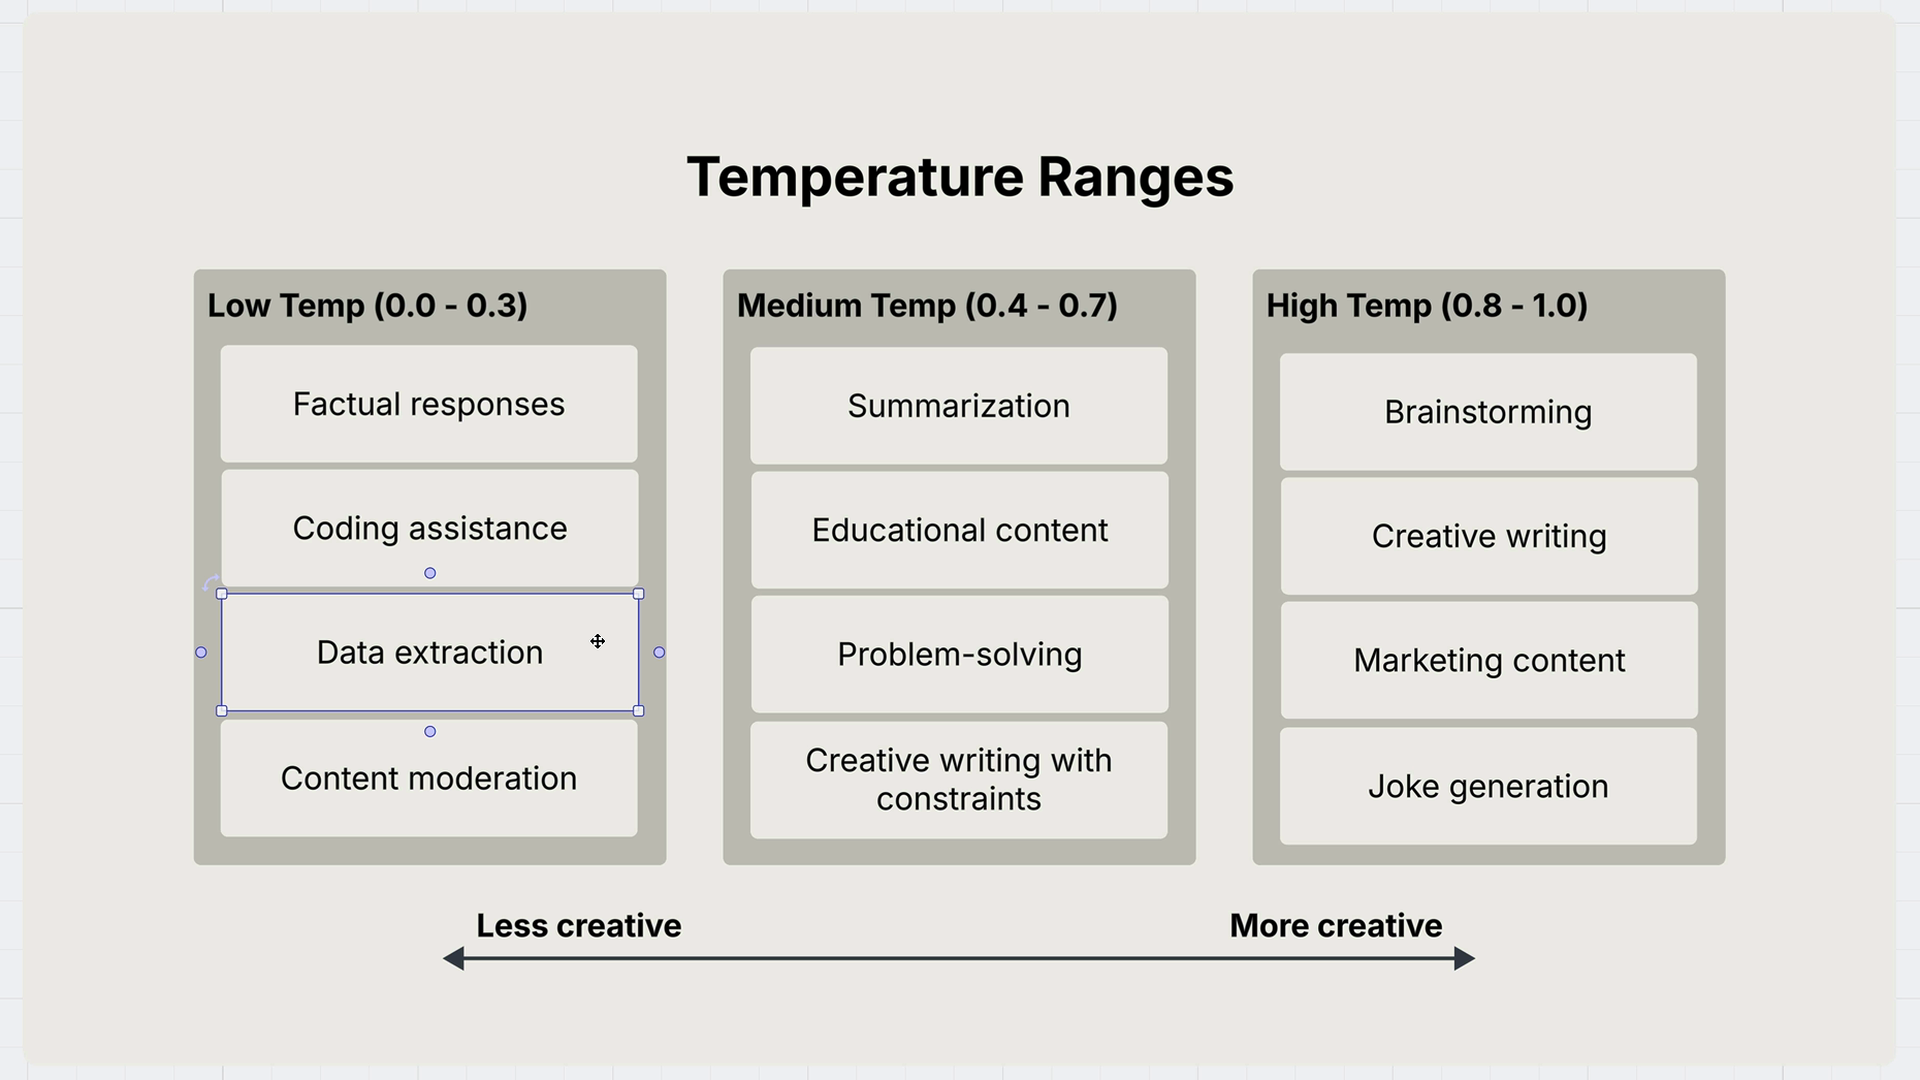 Temperature Ranges
Low Temp (0.0 - 0.3)
Factual responses
Coding assistance
Data extraction
Content moderation
Medium Temp (0.4 - 0.7)
Summarization
Educational content
Problem-solving
Creative writing with
constraints
High Temp (0.8 - 1.0)
Brainstorming
Creative writing
Marketing content
Joke generation
Less creative
More creative